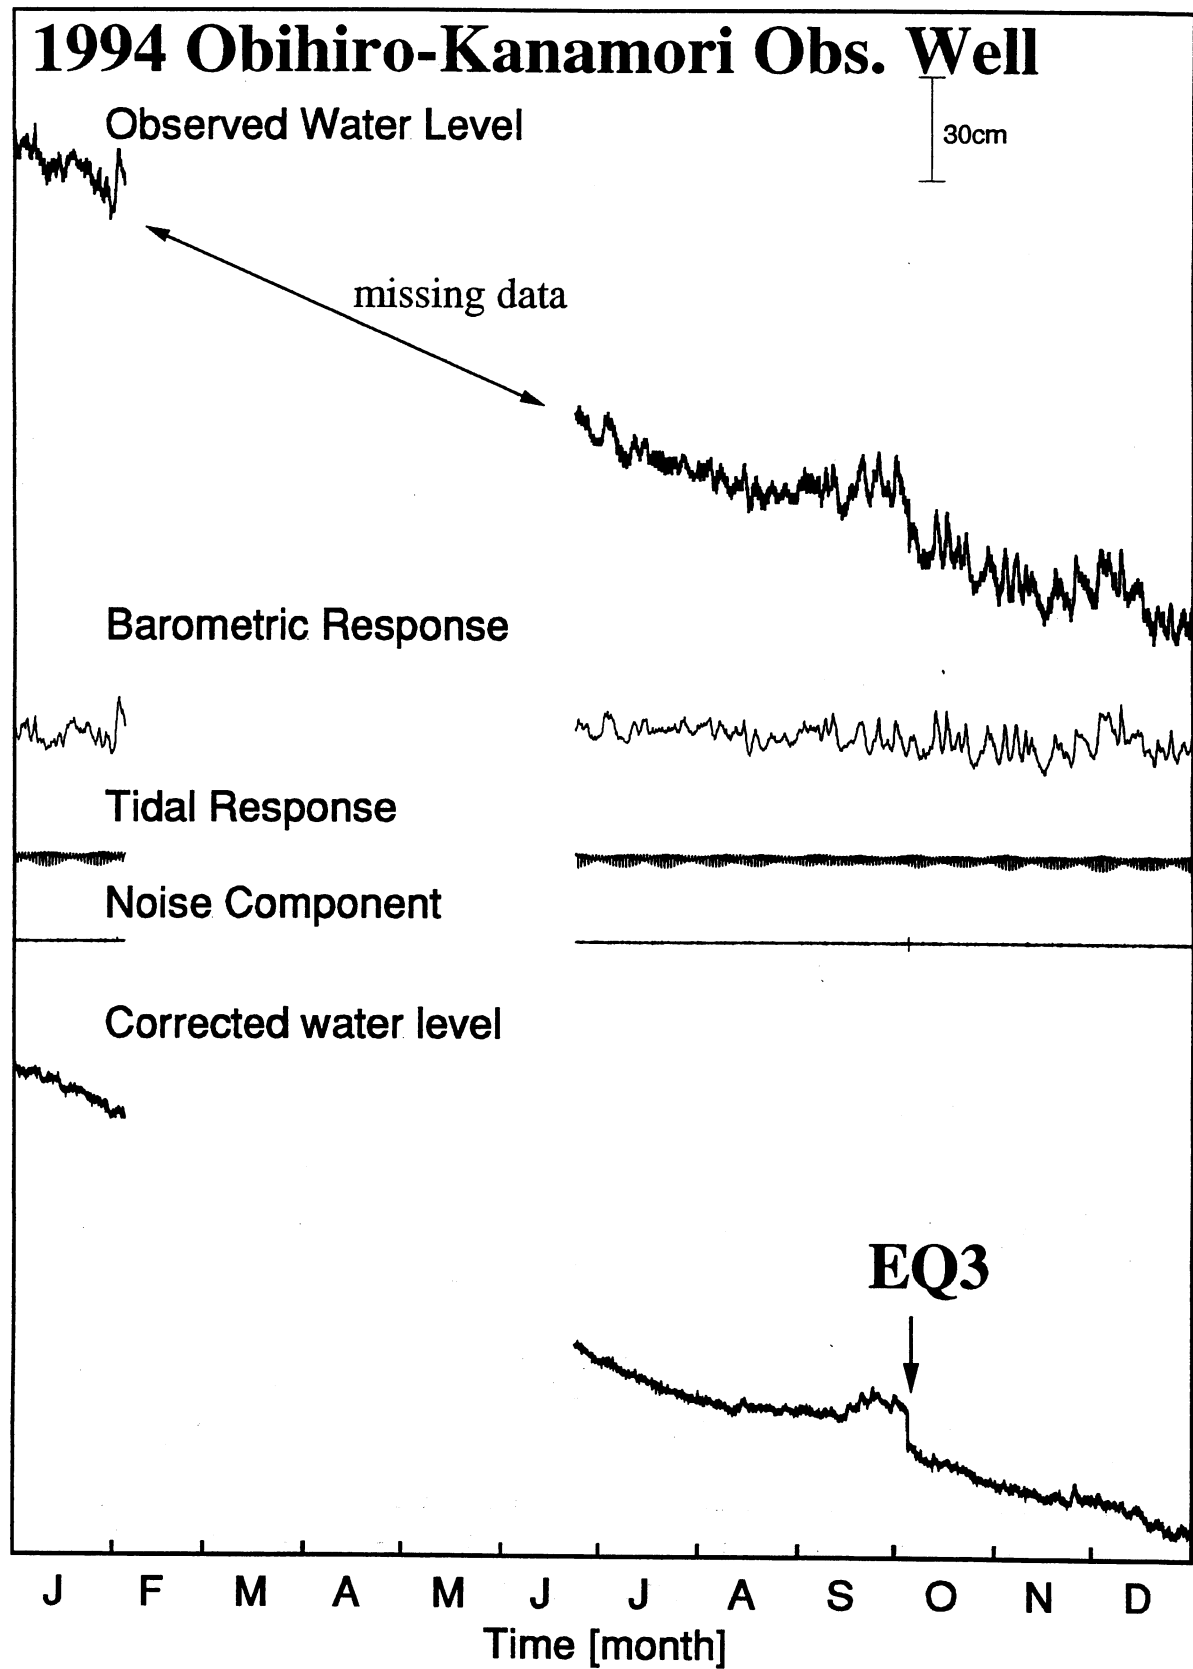 1994 Obihiro-Kanamori Obs. Well
Observed Water Level
30cm
missing data
Barometric Response
Tidal Response
Noise Component
Corrected water level
EQ3
J F M A M J J A S O N D
Time [month]